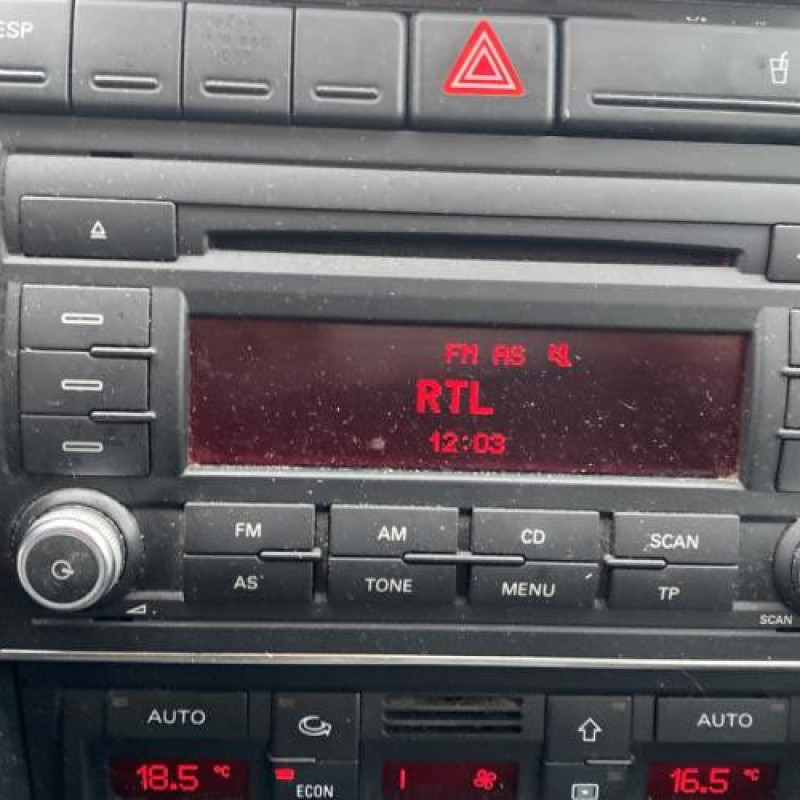 ESP
FM AS
RTL
12:03
FM AM CD SCAN
AS TONE MENU TP
SCAN
AUTO AUTO
18.5 °C ECON 16.5 °C